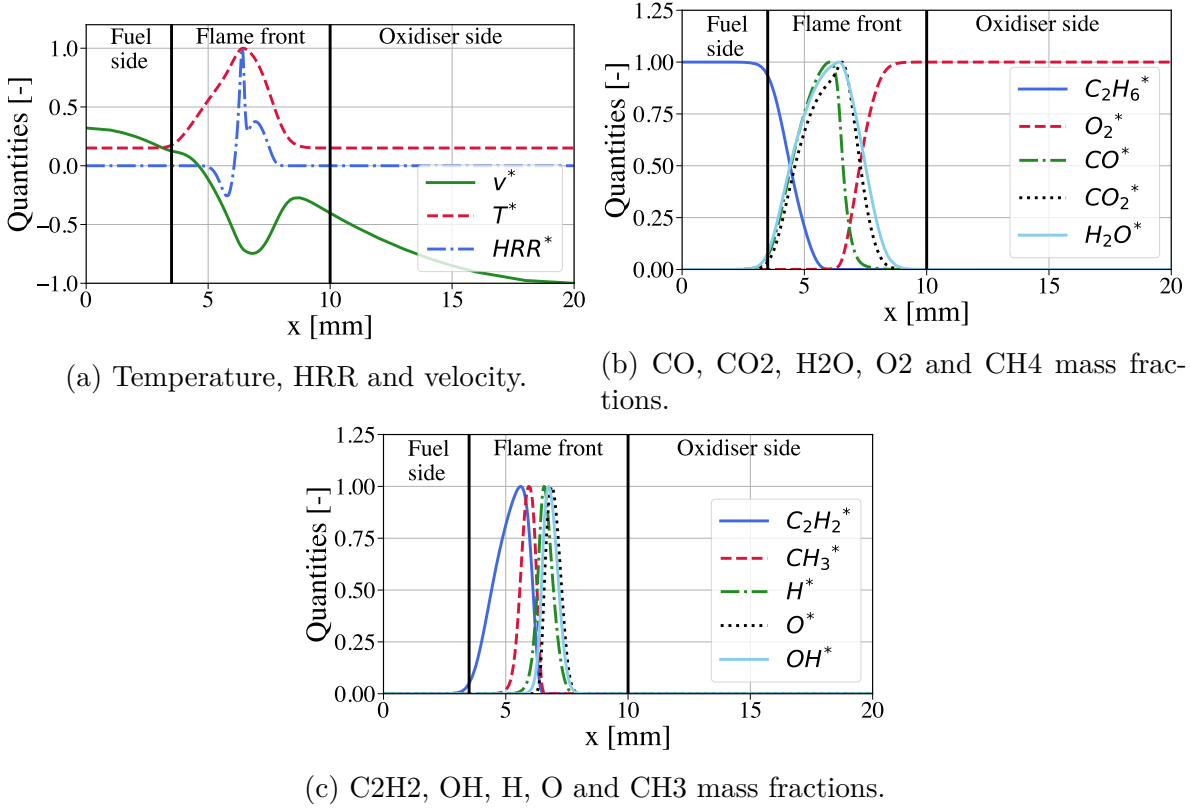 Fuel
side
Flame front
Oxidiser side
1.0
0.5
0.0
−0.5
−1.0
Quantities [-]
v*
T*
HRR*
0 5 10 15 20
x [mm]
(a) Temperature, HRR and velocity.
Fuel
side
Flame front
Oxidiser side
1.25
1.00
0.75
0.50
0.25
0.00
Quantities [-]
C₂H₆*
O₂*
CO*
CO₂*
H₂O*
0 5 10 15 20
x [mm]
(b) CO, CO2, H2O, O2 and CH4 mass frac-
tions.
Fuel
side
Flame front
Oxidiser side
1.25
1.00
0.75
0.50
0.25
0.00
Quantities [-]
C₂H₂*
CH₃*
H*
O*
OH*
0 5 10 15 20
x [mm]
(c) C2H2, OH, H, O and CH3 mass fractions.